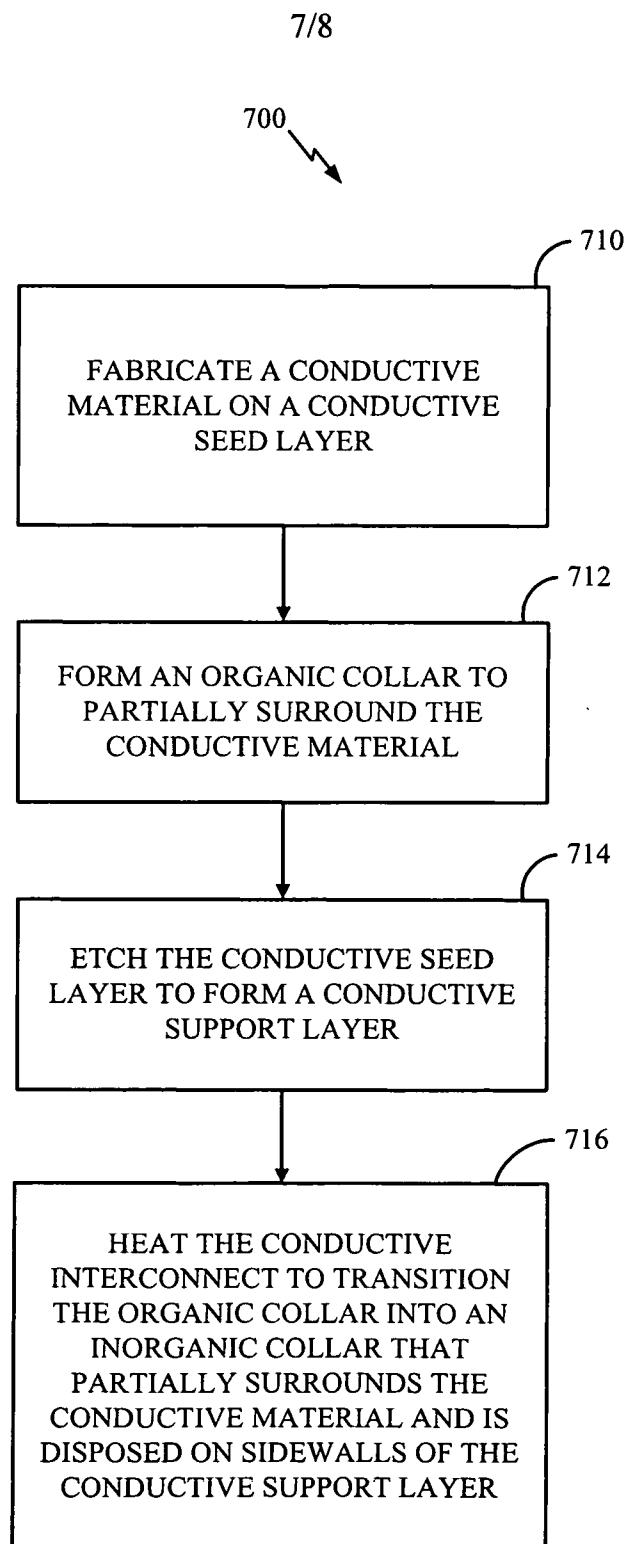 7/8
700
710
FABRICATE A CONDUCTIVE
MATERIAL ON A CONDUCTIVE
SEED LAYER
712
FORM AN ORGANIC COLLAR TO
PARTIALLY SURROUND THE
CONDUCTIVE MATERIAL
714
ETCH THE CONDUCTIVE SEED
LAYER TO FORM A CONDUCTIVE
SUPPORT LAYER
716
HEAT THE CONDUCTIVE
INTERCONNECT TO TRANSITION
THE ORGANIC COLLAR INTO AN
INORGANIC COLLAR THAT
PARTIALLY SURROUNDS THE
CONDUCTIVE MATERIAL AND IS
DISPOSED ON SIDEWALLS OF THE
CONDUCTIVE SUPPORT LAYER